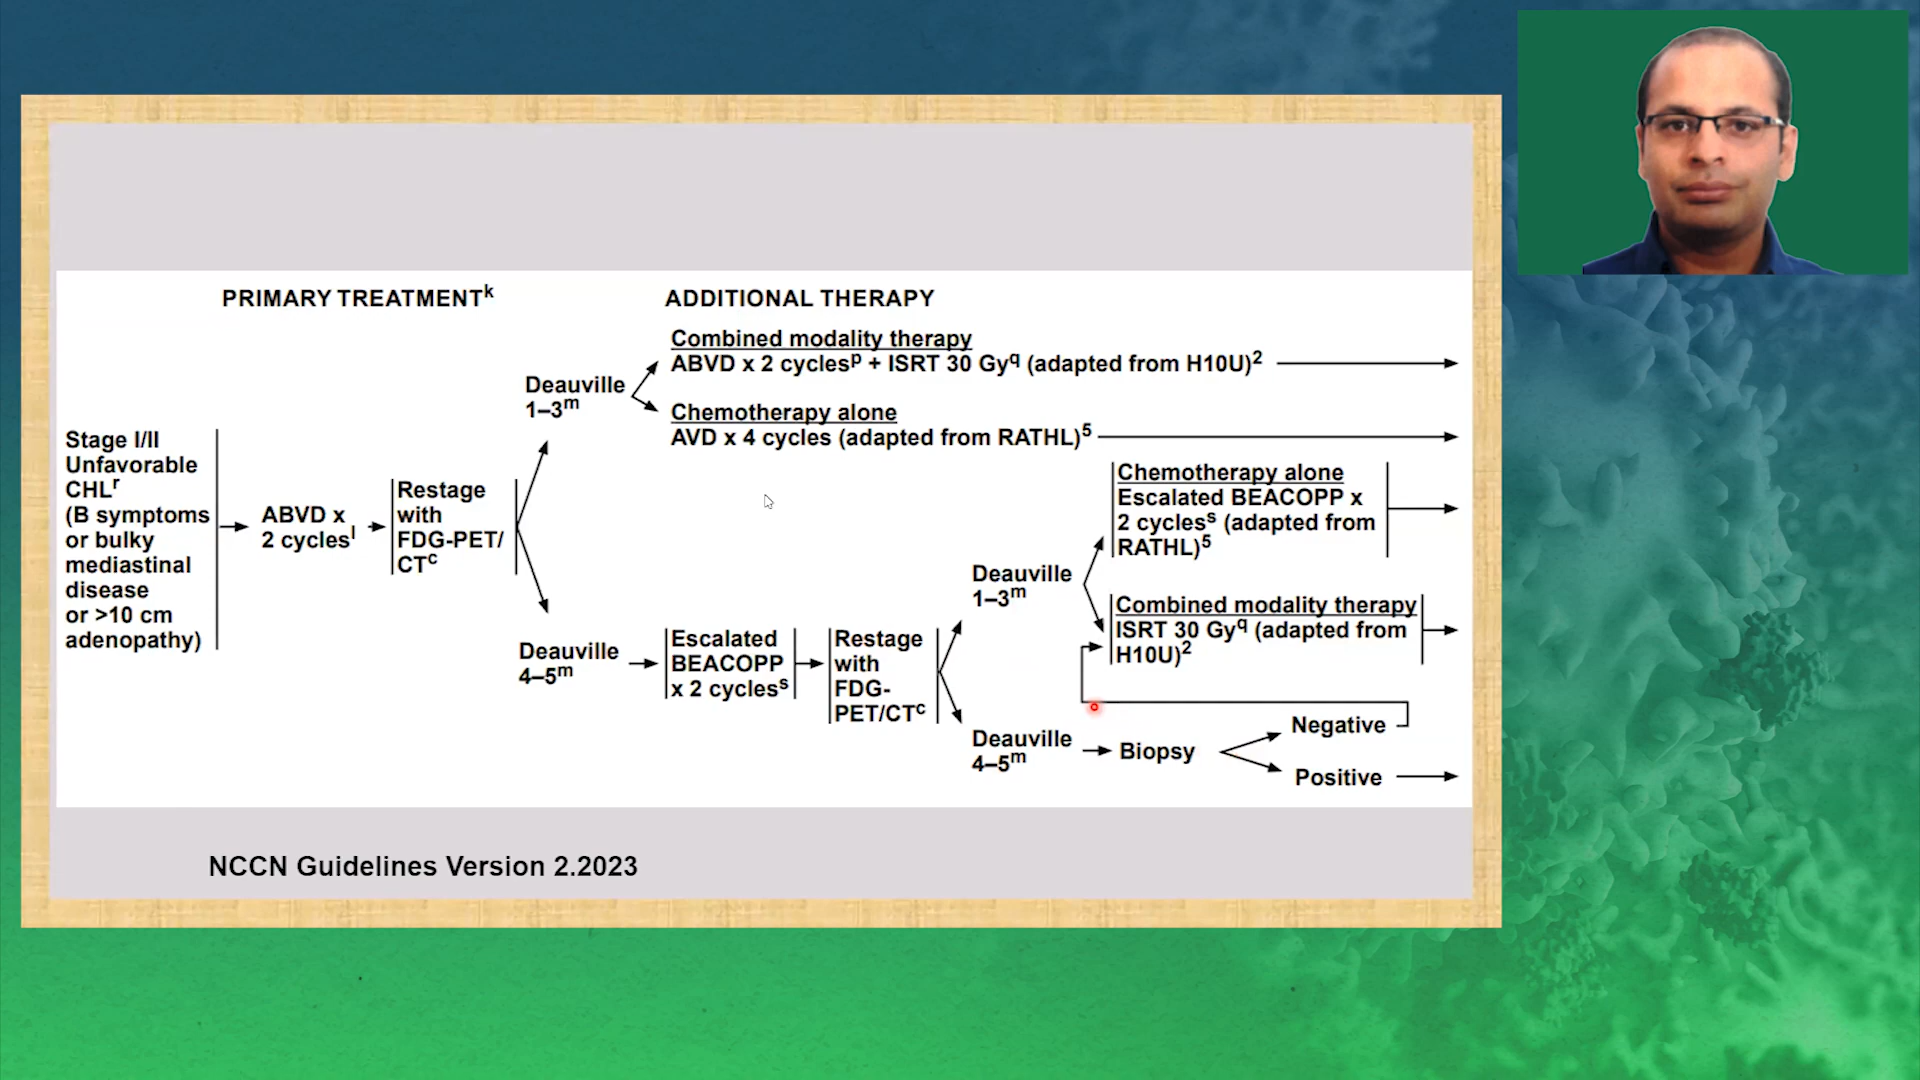 PRIMARY TREATMENTᵏ
ADDITIONAL THERAPY
Combined modality therapy
ABVD x 2 cyclesᵖ + ISRT 30 Gyq (adapted from H10U)²
Deauville
1–3ᵐ
Chemotherapy alone
AVD x 4 cycles (adapted from RATHL)⁵
Stage I/II
Unfavorable
CHLʳ
(B symptoms
or bulky
mediastinal
disease
or >10 cm
adenopathy)
ABVD x
2 cyclesˡ
Restage
with
FDG-PET/
CTᶜ
Deauville
4–5ᵐ
Escalated
BEACOPP
x 2 cyclesˢ
Restage
with
FDG-
PET/CTᶜ
Deauville
1–3ᵐ
Chemotherapy alone
Escalated BEACOPP x
2 cyclesˢ (adapted from
RATHL)⁵
Combined modality therapy
ISRT 30 Gyq (adapted from
H10U)²
Deauville
4–5ᵐ
Biopsy
Negative
Positive
NCCN Guidelines Version 2.2023